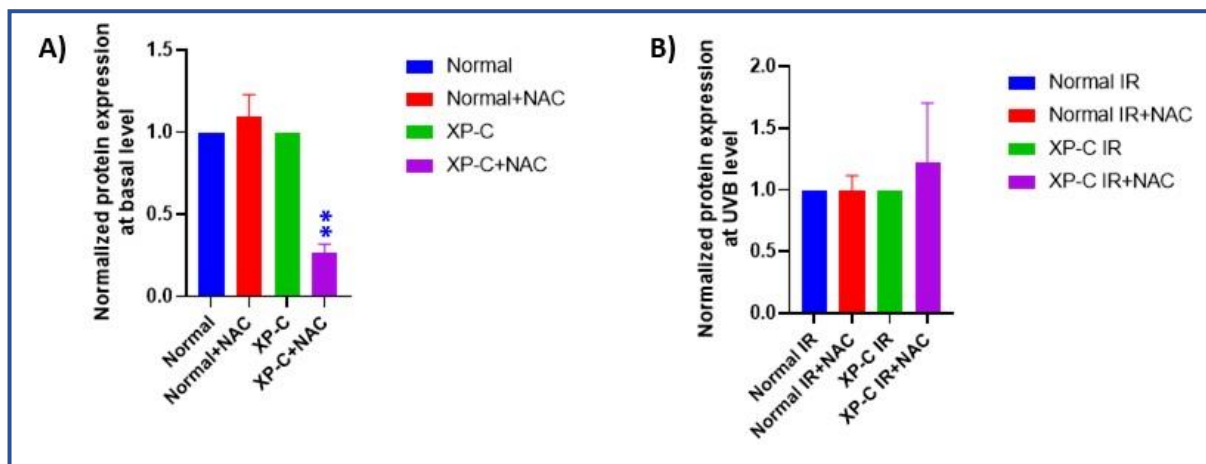 A)
Normalized protein expression
at basal level
1.5
1.0
0.5
0.0
**
Normal
Normal+NAC
XP-C
XP-C+NAC
Normal
Normal+NAC
XP-C
XP-C+NAC
B)
Normalized protein expression
at UVB level
2.0
1.5
1.0
0.5
0.0
Normal IR
Normal IR+NAC
XP-C IR
XP-C IR+NAC
Normal IR
Normal IR+NAC
XP-C IR
XP-C IR+NAC